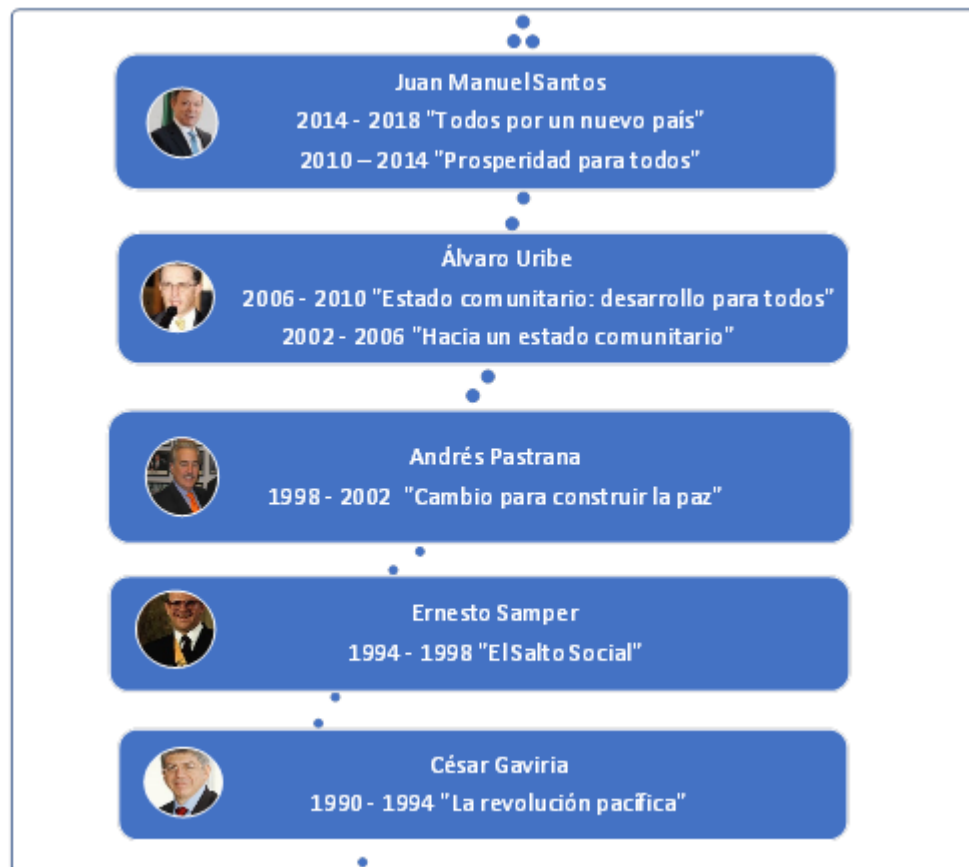 Juan Manuel Santos
2014 - 2018 "Todos por un nuevo país"
2010 – 2014 "Prosperidad para todos"
Álvaro Uribe
2006 - 2010 "Estado comunitario: desarrollo para todos"
2002 - 2006 "Hacia un estado comunitario"
Andrés Pastrana
1998 - 2002 "Cambio para construir la paz"
Ernesto Samper
1994 - 1998 "El Salto Social"
César Gaviria
1990 - 1994 "La revolución pacífica"